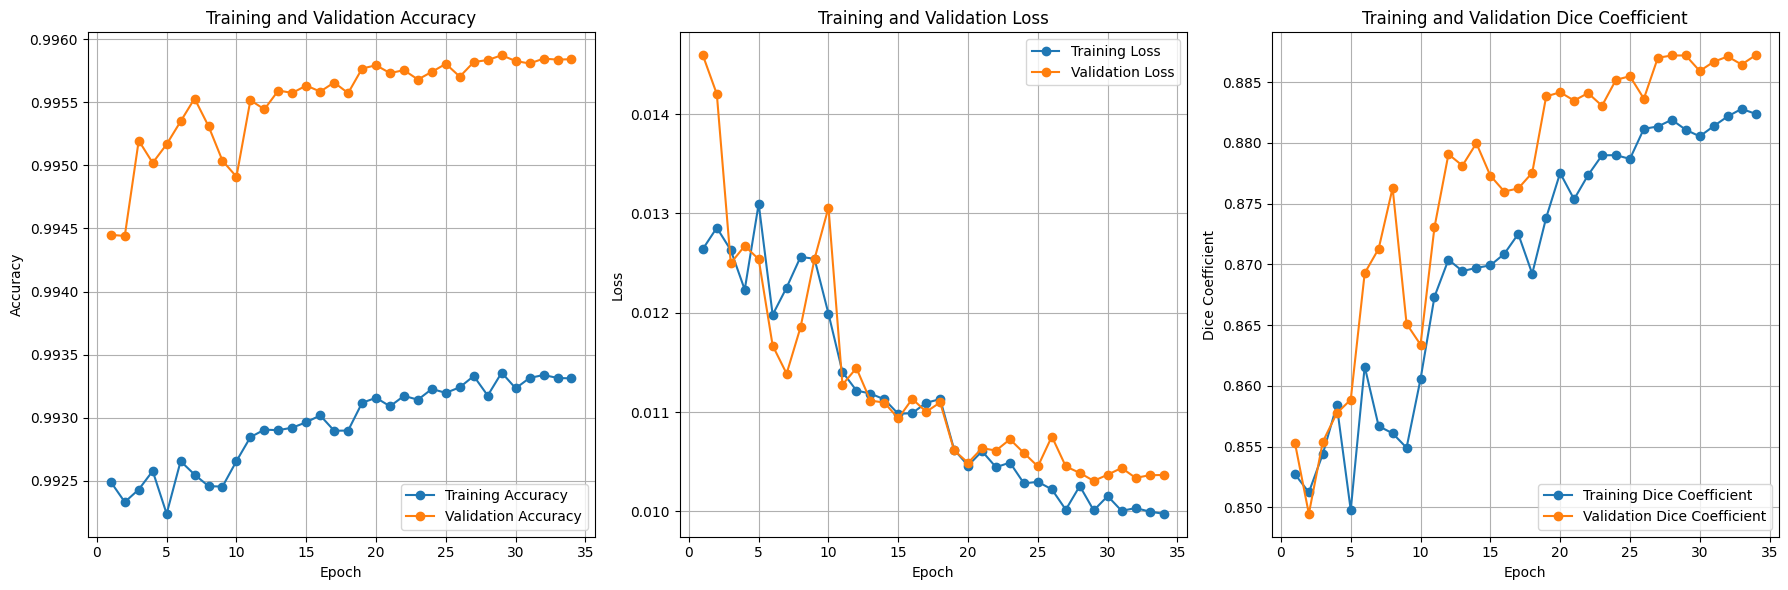 Training and Validation Accuracy
0.9960
0.9955
0.9950
0.9945
0.9940
0.9935
0.9930
0.9925
Accuracy
0 5 10 15 20 25 30 35
Epoch
Training Accuracy
Validation Accuracy
Training and Validation Loss
0.014
0.013
0.012
0.011
0.010
Loss
0 5 10 15 20 25 30 35
Epoch
Training Loss
Validation Loss
Training and Validation Dice Coefficient
0.885
0.880
0.875
0.870
0.865
0.860
0.855
0.850
Dice Coefficient
0 5 10 15 20 25 30 35
Epoch
Training Dice Coefficient
Validation Dice Coefficient